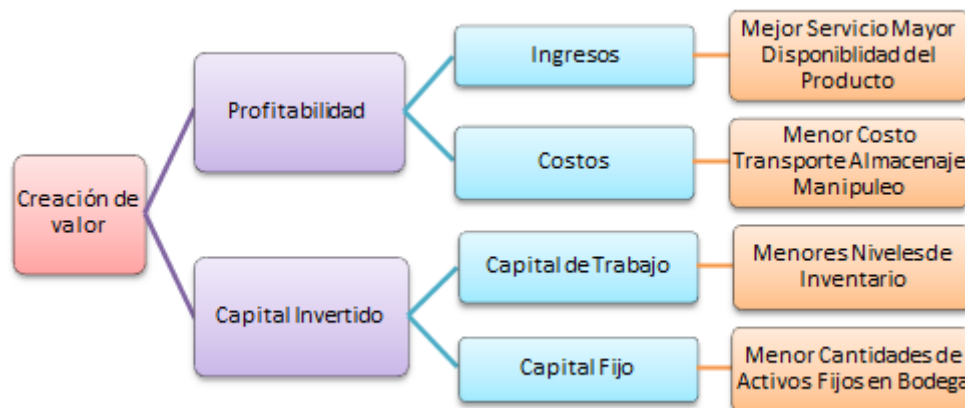 Creación de
valor
Profitabilidad
Capital Invertido
Ingresos
Costos
Capital de Trabajo
Capital Fijo
Mejor Servicio Mayor
Disponiblidad del
Producto
Menor Costo
Transporte Almacenaje
Manipuleo
Menores Niveles de
Inventario
Menor Cantidades de
Activos Fijos en Bodega